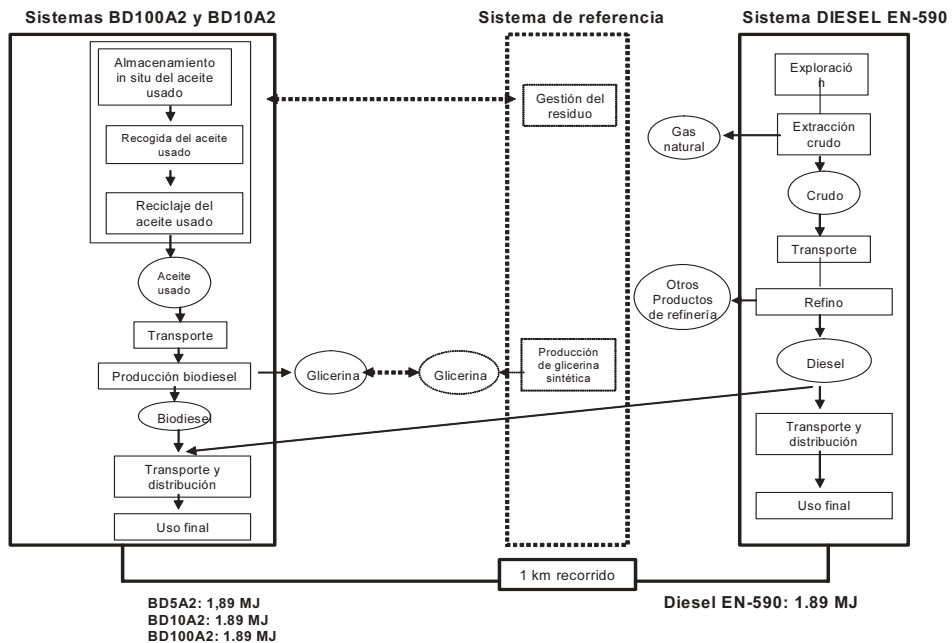 Sistemas BD100A2 y BD10A2
Almacenamiento
in situ del aceite
usado
Recogida del aceite
usado
Reciclaje del
aceite usado
Aceite
usado
Transporte
Producción biodiesel
Biodiesel
Transporte y
distribución
Uso final
Glicerina
Sistema de referencia
Gestión del
residuo
Glicerina
Producción
de glicerina
sintética
Sistema DIESEL EN-590
Exploració
n
Extracción
crudo
Gas
natural
Crudo
Transporte
Refino
Otros
Productos
de refinería
Diesel
Transporte y
distribución
Uso final
1 km recorrido
BD5A2: 1,89 MJ
BD10A2: 1.89 MJ
BD100A2: 1.89 MJ
Diesel EN-590: 1.89 MJ